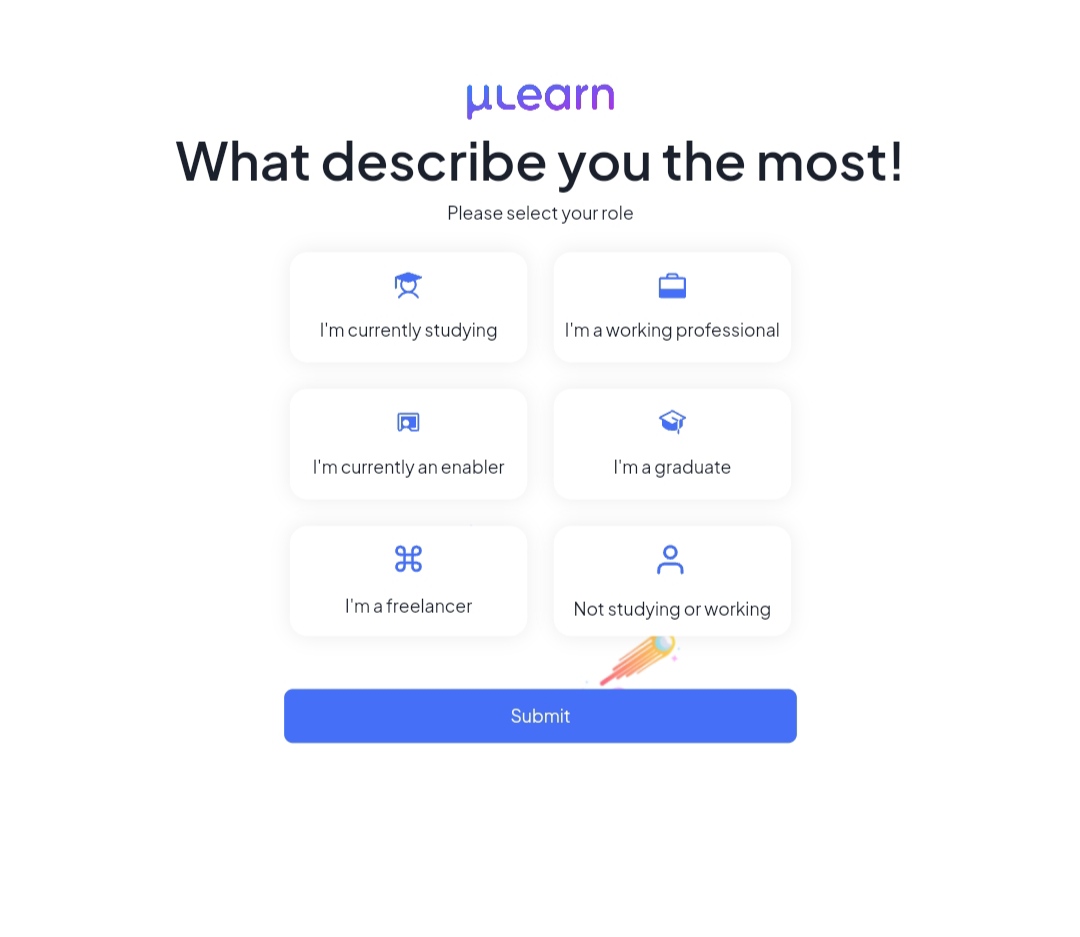 µLearn
What describe you the most!
Please select your role
I'm currently studying
I'm a working professional
I'm currently an enabler
I'm a graduate
I'm a freelancer
Not studying or working
Submit